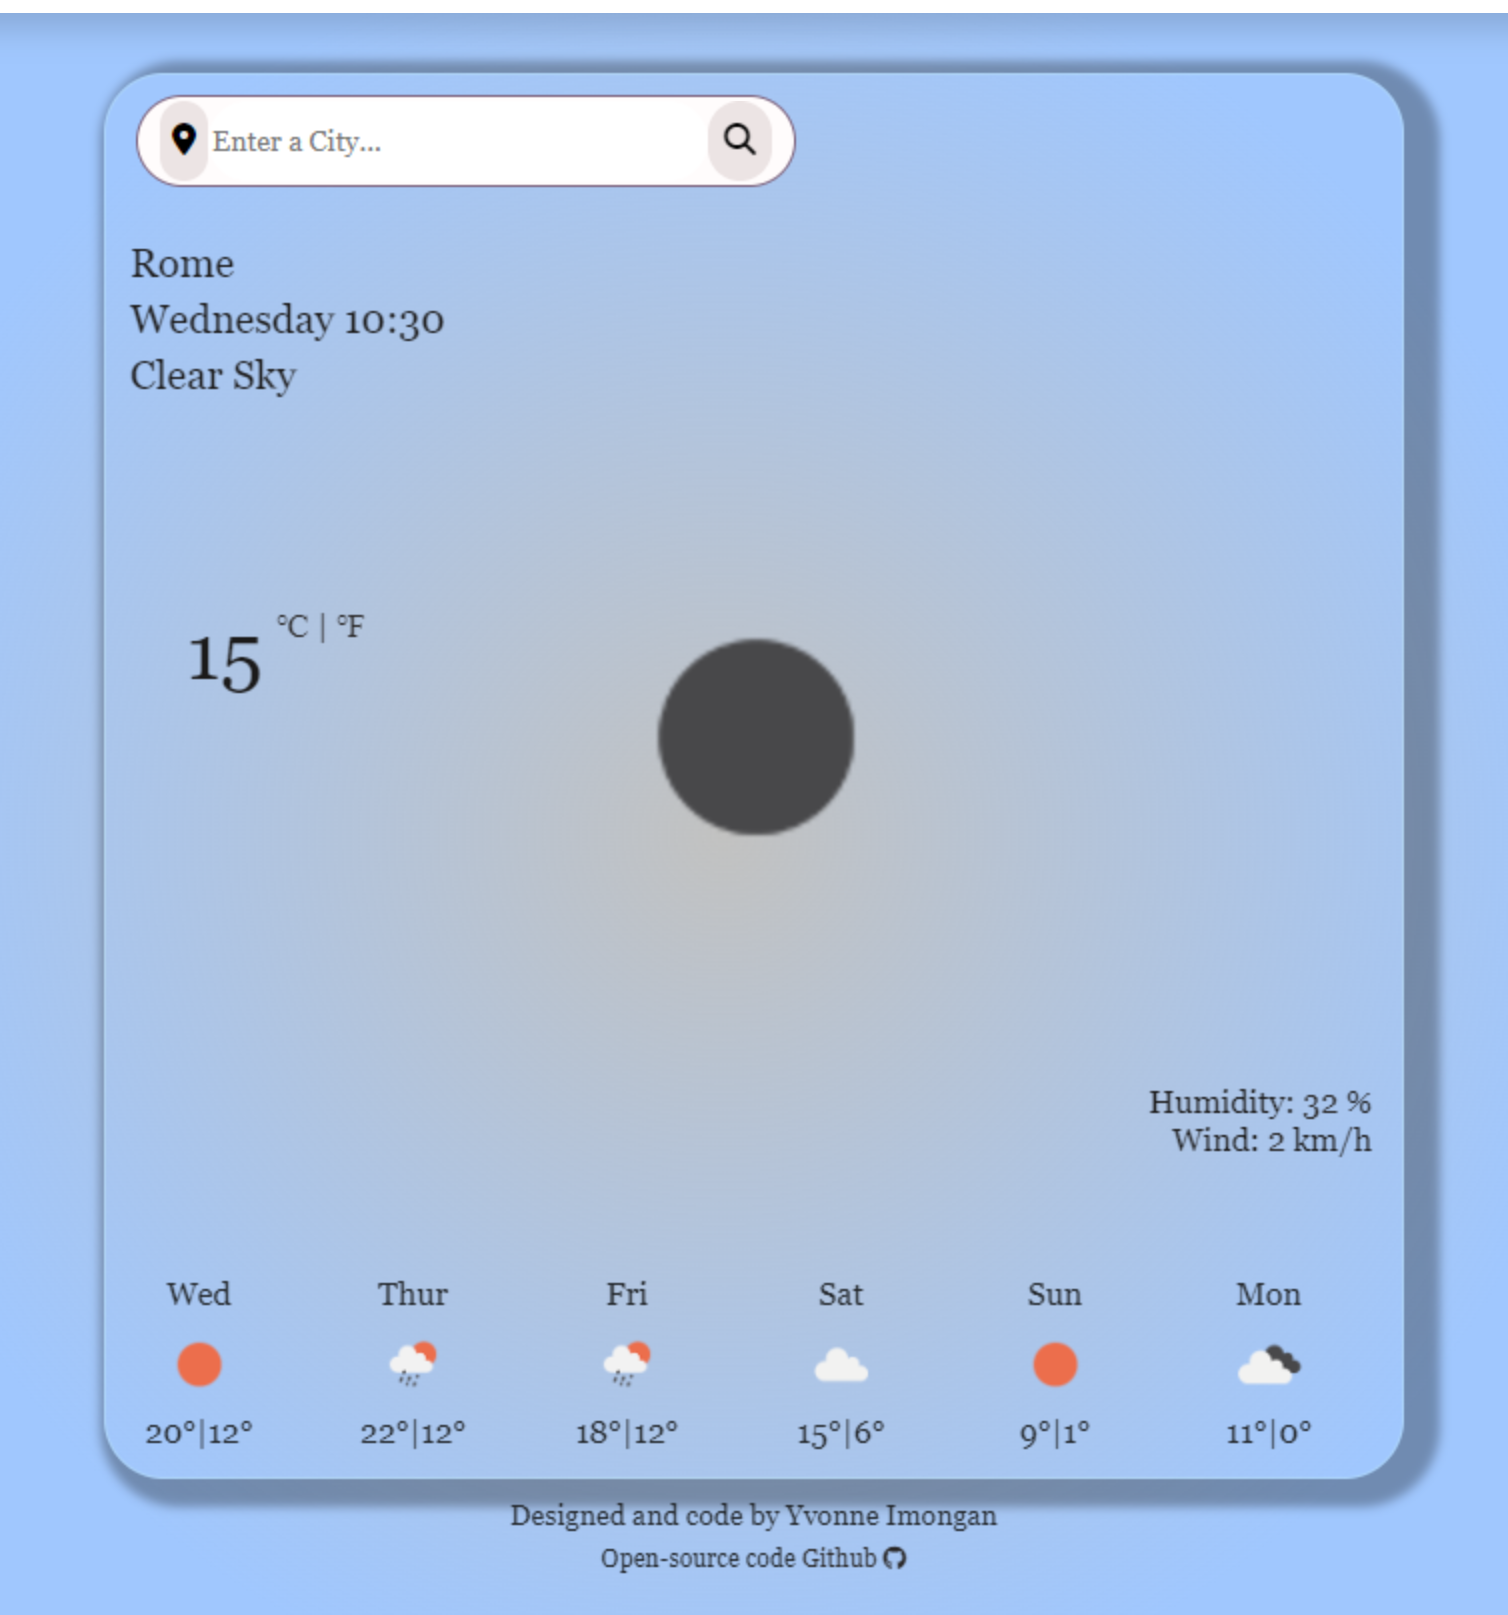 Enter a City...
Rome
Wednesday 10:30
Clear Sky
15 °C | °F
Humidity: 32 %
Wind: 2 km/h
Wed Thur Fri Sat Sun Mon
20°|12° 22°|12° 18°|12° 15°|6° 9°|1° 11°|0°
Designed and code by Yvonne Imongan
Open-source code Github